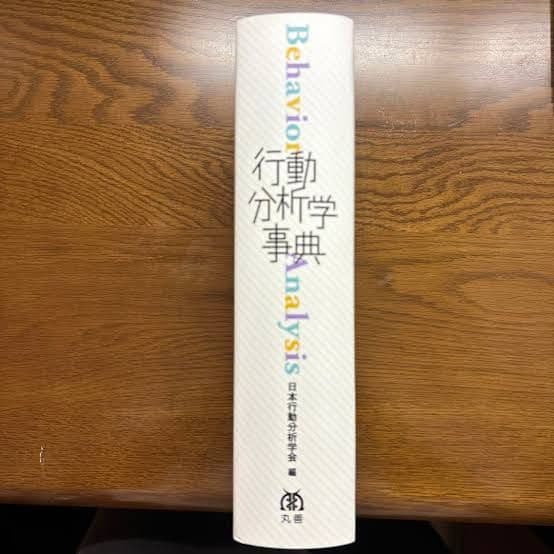 Behavior Analysis
行動
分析学
事典
日本行動分析学会 編
丸善